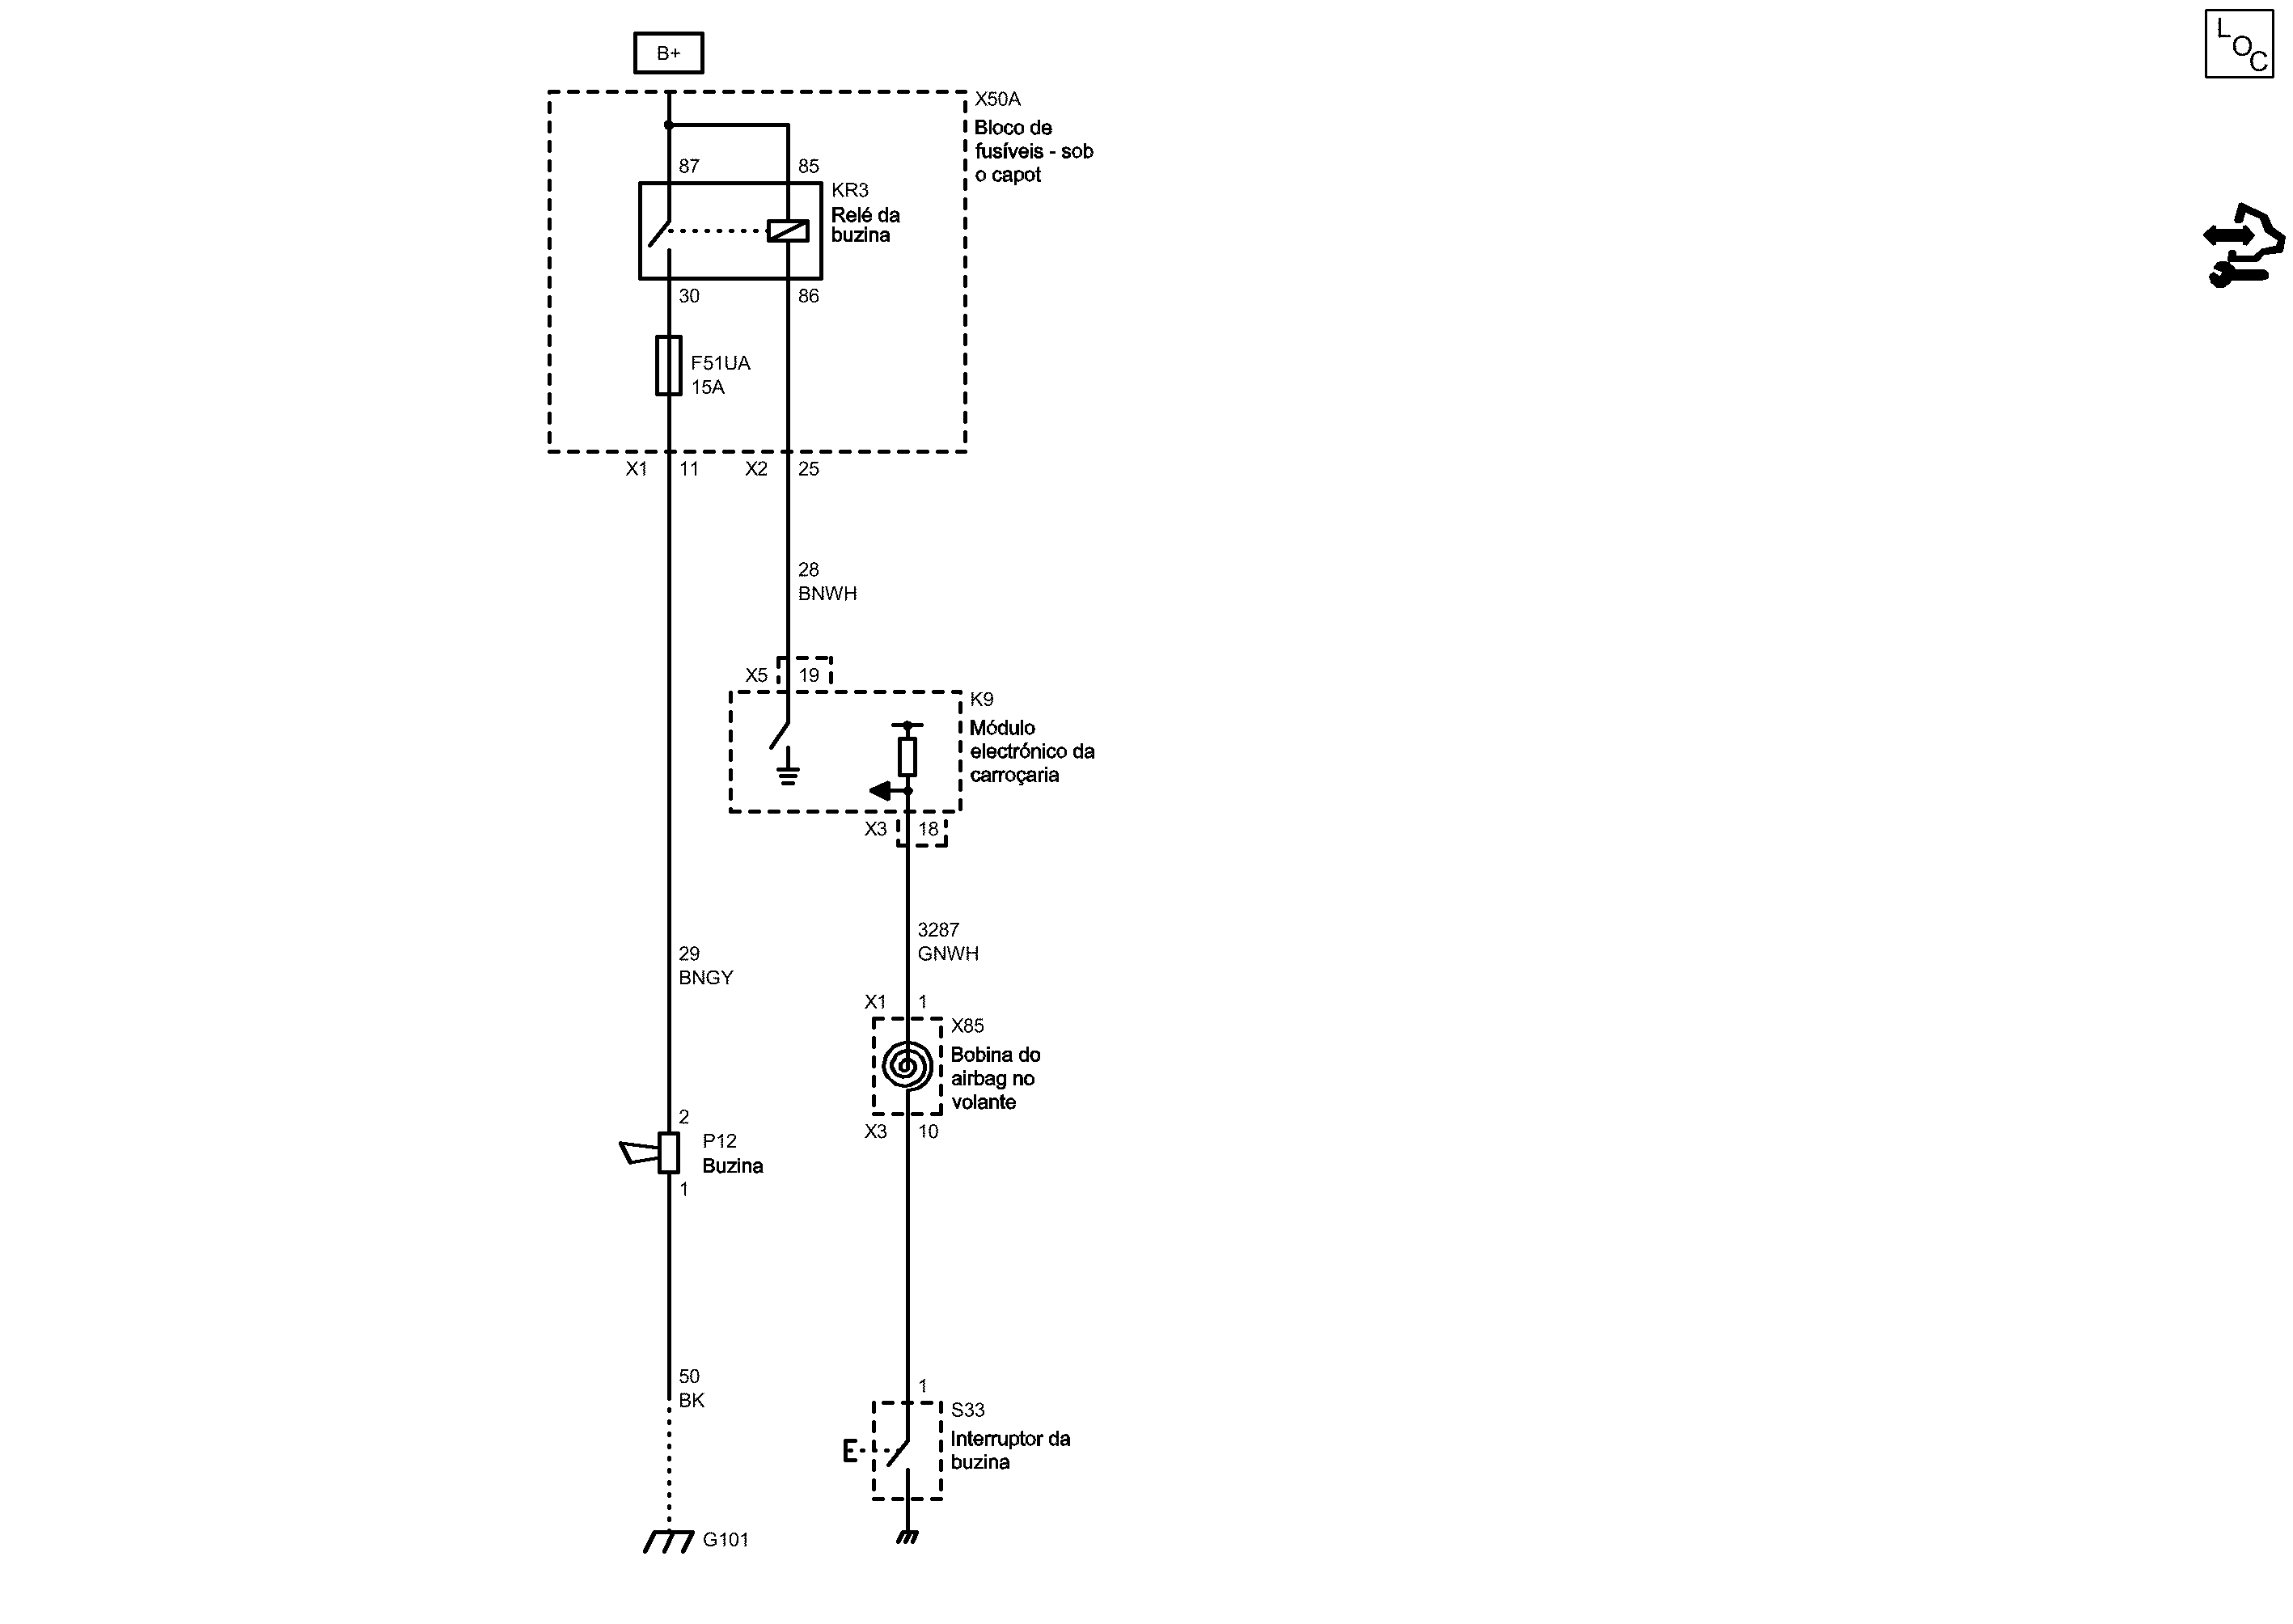 B+
LOC
X50A
Bloco de
fusíveis - sob
o capot
87
85
KR3
Relé da
buzina
30
86
F51UA
15A
X1
11
X2
25
28
BNWH
X5
19
K9
Módulo
electrónico da
carroçaria
X3
18
3287
GNWH
29
BNGY
X1
1
X85
Bobina do
airbag no
volante
X3
10
2
P12
Buzina
1
50
BK
1
S33
Interruptor da
buzina
G101